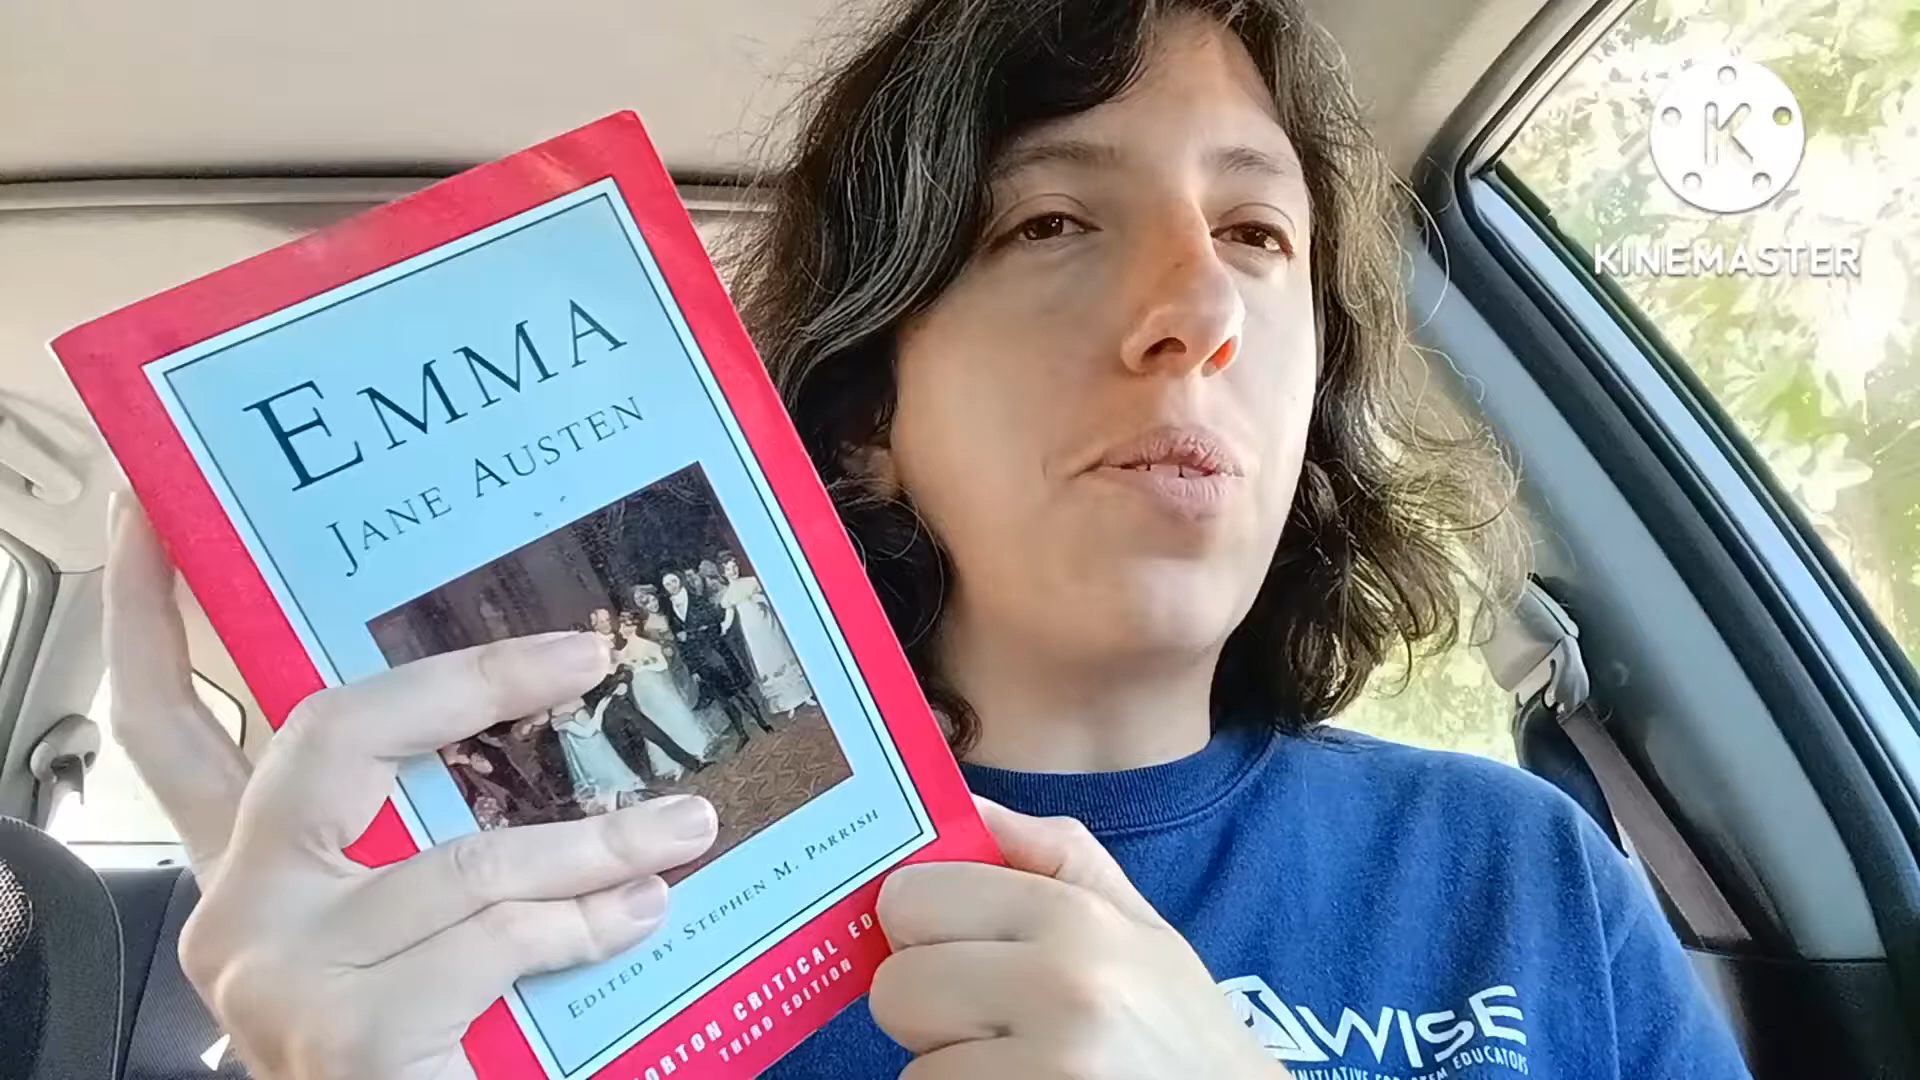 EMMA
JANE AUSTEN
EDITED BY STEPHEN M. PARRISH
NORTON CRITICAL ED
THIRD EDITION
K
KINEMASTER
WISE
INITIATIVE FOR STEM EDUCATORS